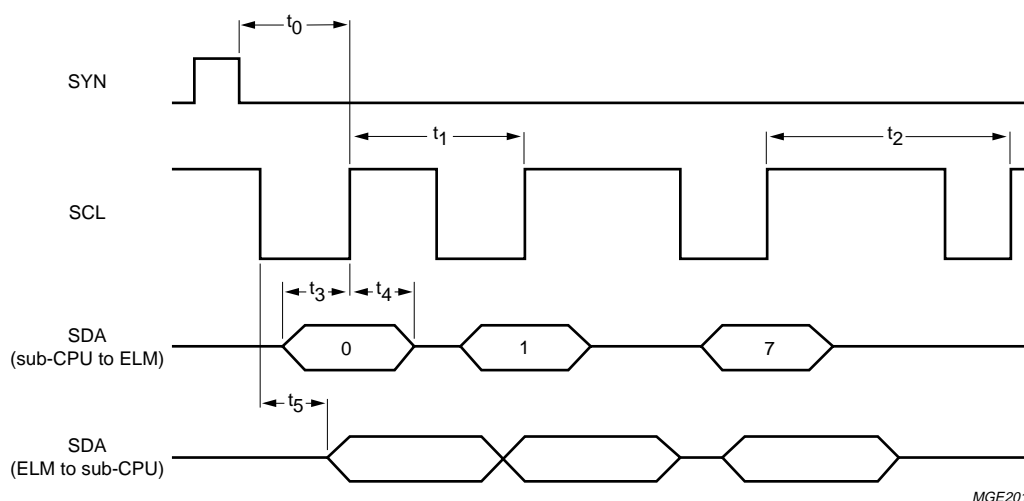 t0
SYN
t1
t2
SCL
t3
t4
SDA
(sub-CPU to ELM)
0
1
7
t5
SDA
(ELM to sub-CPU)
MGE201